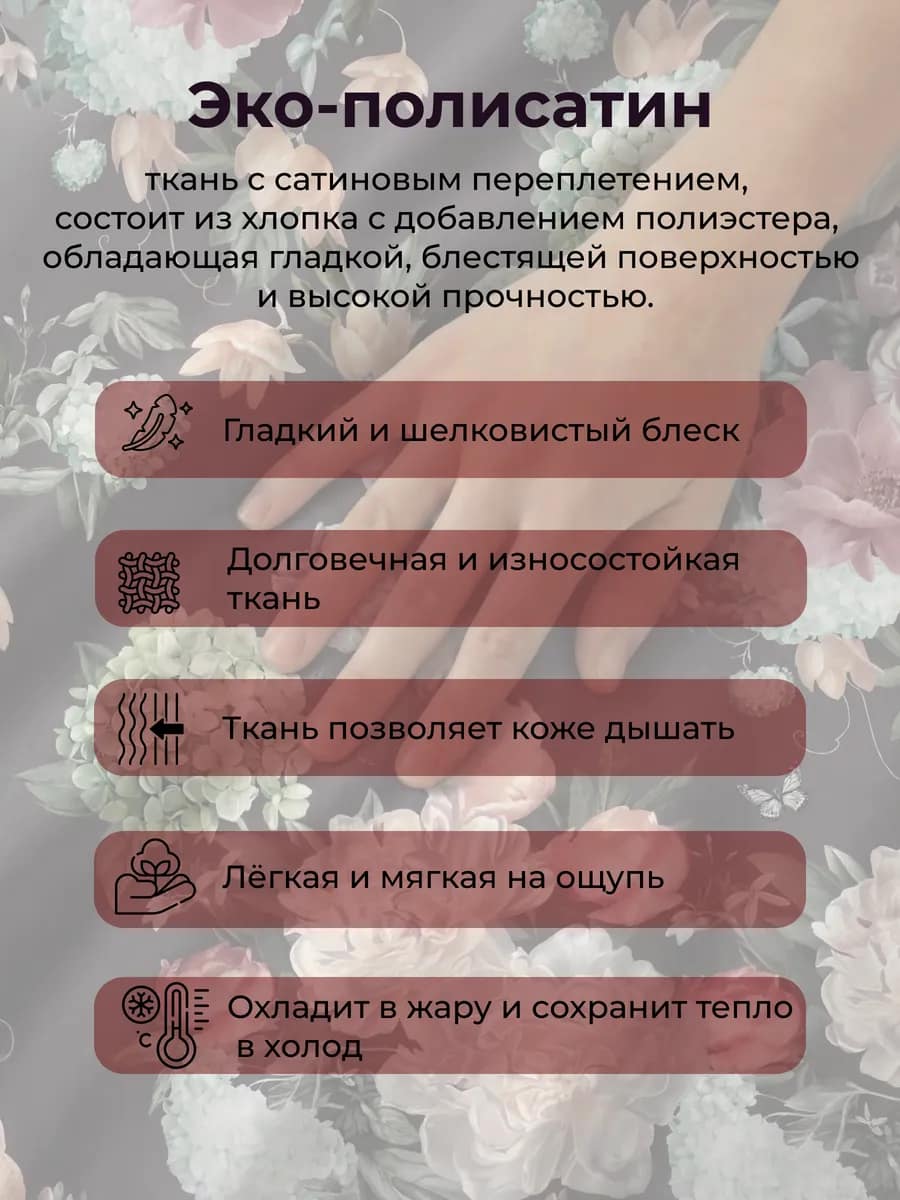 Эко-полисатин
ткань с сатиновым переплетением,
состоит из хлопка с добавлением полиэстера,
обладающая гладкой, блестящей поверхностью
и высокой прочностью.
Гладкий и шелковистый блеск
Долговечная и износостойкая
ткань
Ткань позволяет коже дышать
Лёгкая и мягкая на ощупь
°C
Охладит в жару и сохранит тепло
в холод